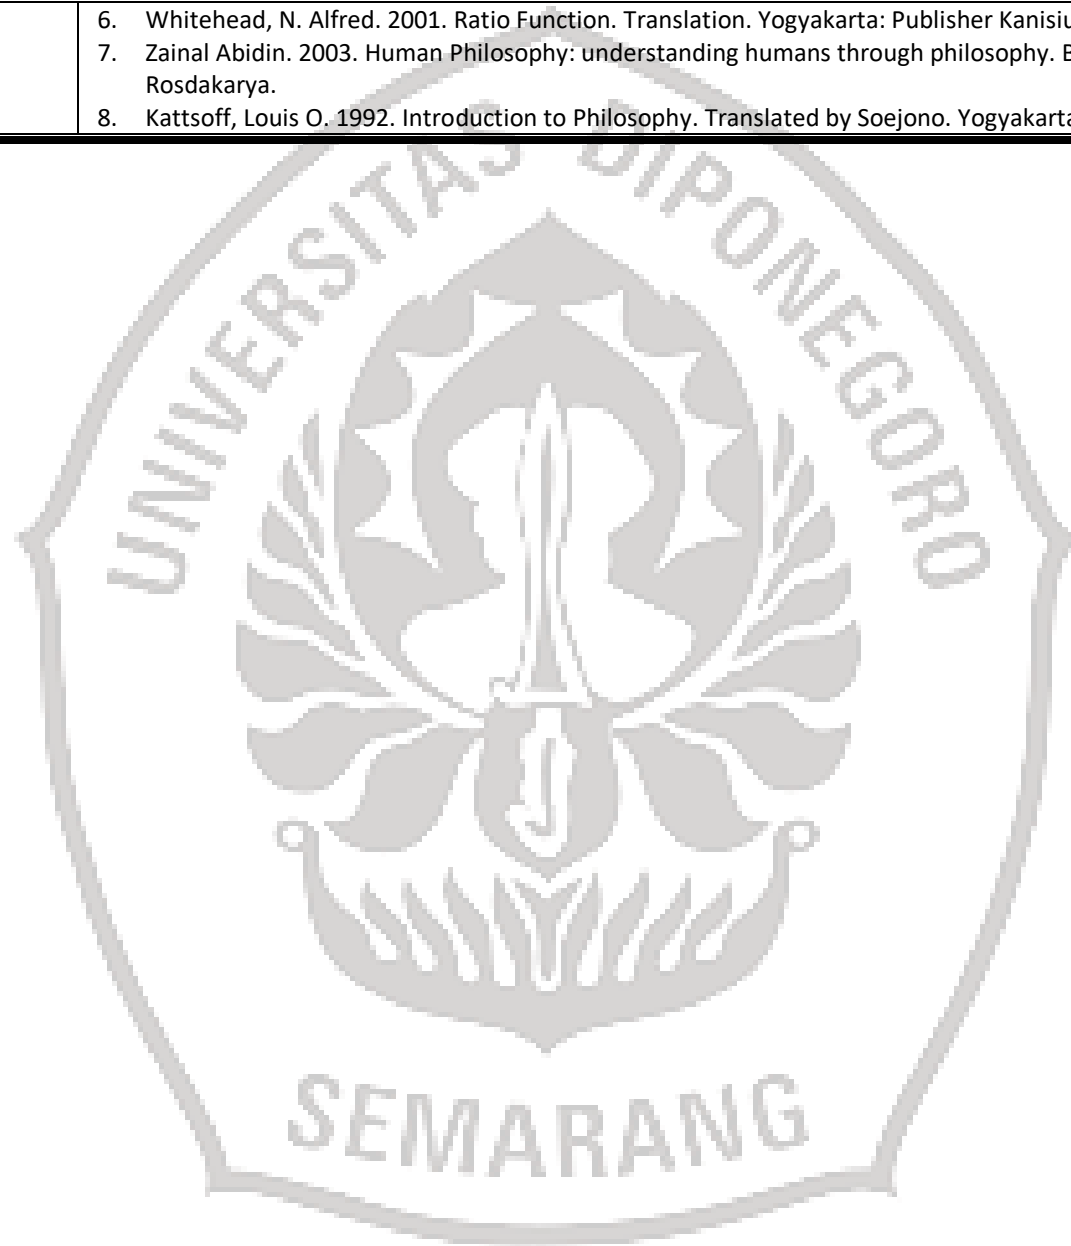 6. Whitehead, N. Alfred. 2001. Ratio Function. Translation. Yogyakarta: Publisher
7. Zainal Abidin. 2003. Human Philosophy: understanding humans through philosophy.
Rosdakarya.
8. Kattsoff, Louis O. 1992. Introduction to Philosophy. Translated by Soejono. Yogyakarta
UNIVERSITAS DIPONEGORO
SEMARANG